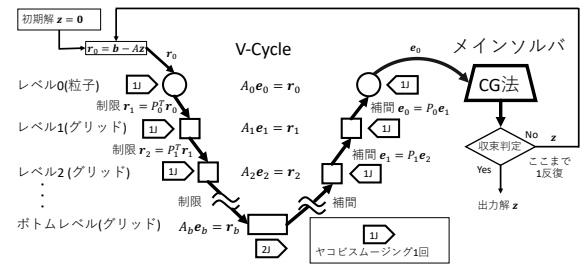 初期解 z = 0
r₀ = b − Az
r₀
V-Cycle
e₀
メインソルバ
CG法
レベル0(粒子)
1J
A₀e₀ = r₀
1J
制限 r₁ = P₀ᵀr₀
補間 e₀ = P₀e₁
レベル1(グリッド)
1J
A₁e₁ = r₁
1J
制限 r₂ = P₁ᵀr₁
補間 e₁ = P₁e₂
レベル2 (グリッド)
1J
A₂e₂ = r₂
1J
収束判定
No
z
Yes
ここまで
1反復
出力解 z
制限
補間
ボトムレベル(グリッド)
A_b e_b = r_b
2J
1J
ヤコビスムージング1回